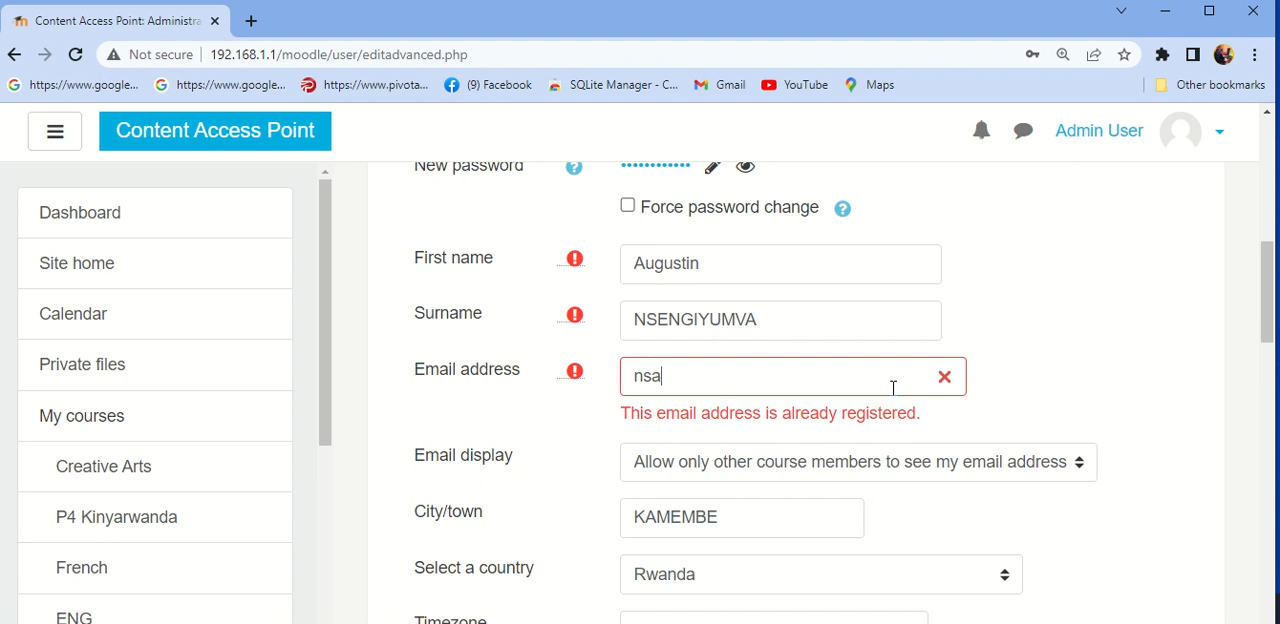 Content Access Point: Administra
Not secure 192.168.1.1/moodle/user/editadvanced.php
https://www.google... https://www.google... https://www.pivota... (9) Facebook SQLite Manager - C... Gmail YouTube Maps Other bookmarks
Content Access Point Admin User
New password ••••••••••••
Force password change
Dashboard
Site home
Calendar
Private files
My courses
Creative Arts
P4 Kinyarwanda
French
ENG
First name Augustin
Surname NSENGIYUMVA
Email address nsa
This email address is already registered.
Email display Allow only other course members to see my email address
City/town KAMEMBE
Select a country Rwanda
Timezone